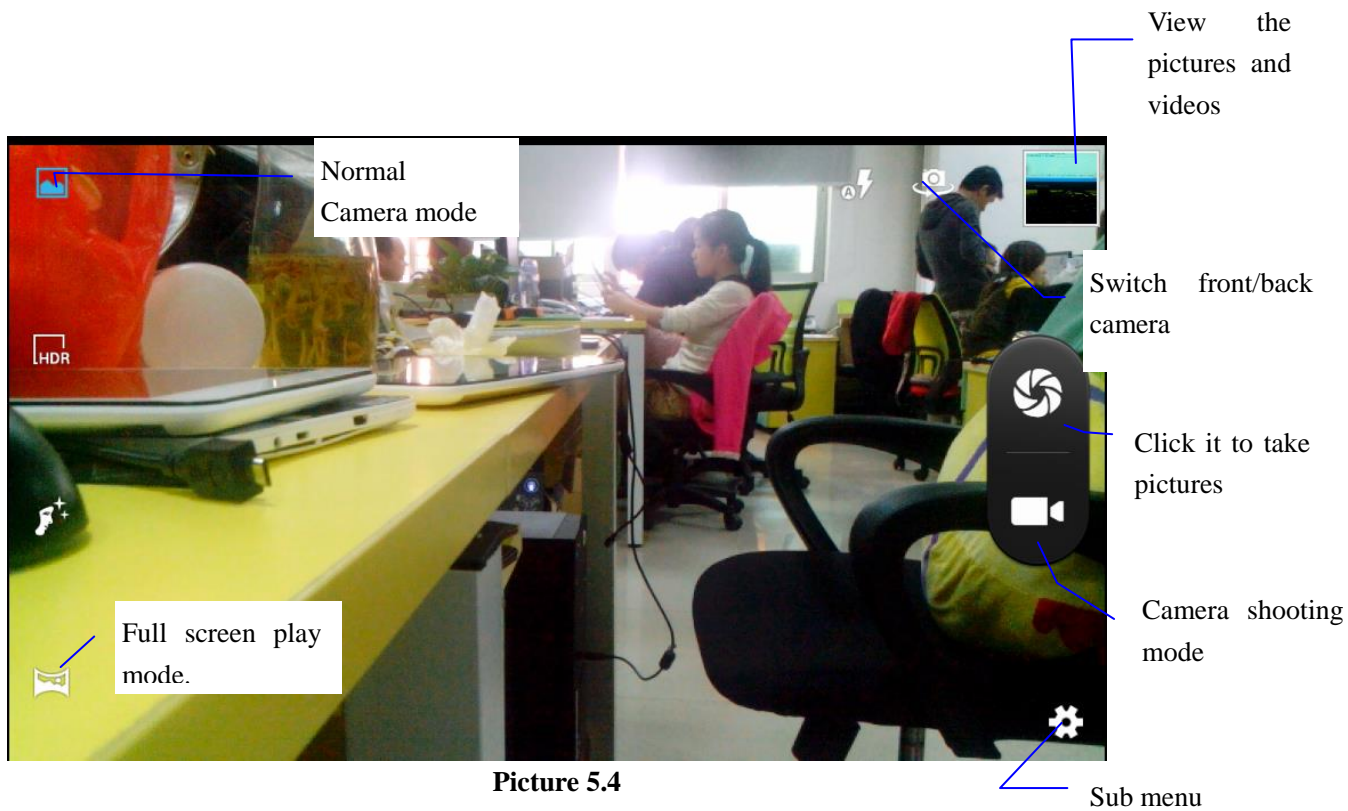 View the
pictures and
videos
Normal
Camera mode
A
Switch front/back
camera
HDR
Click it to take
pictures
Camera shooting
mode
Full screen play
mode.
Sub menu
Picture 5.4